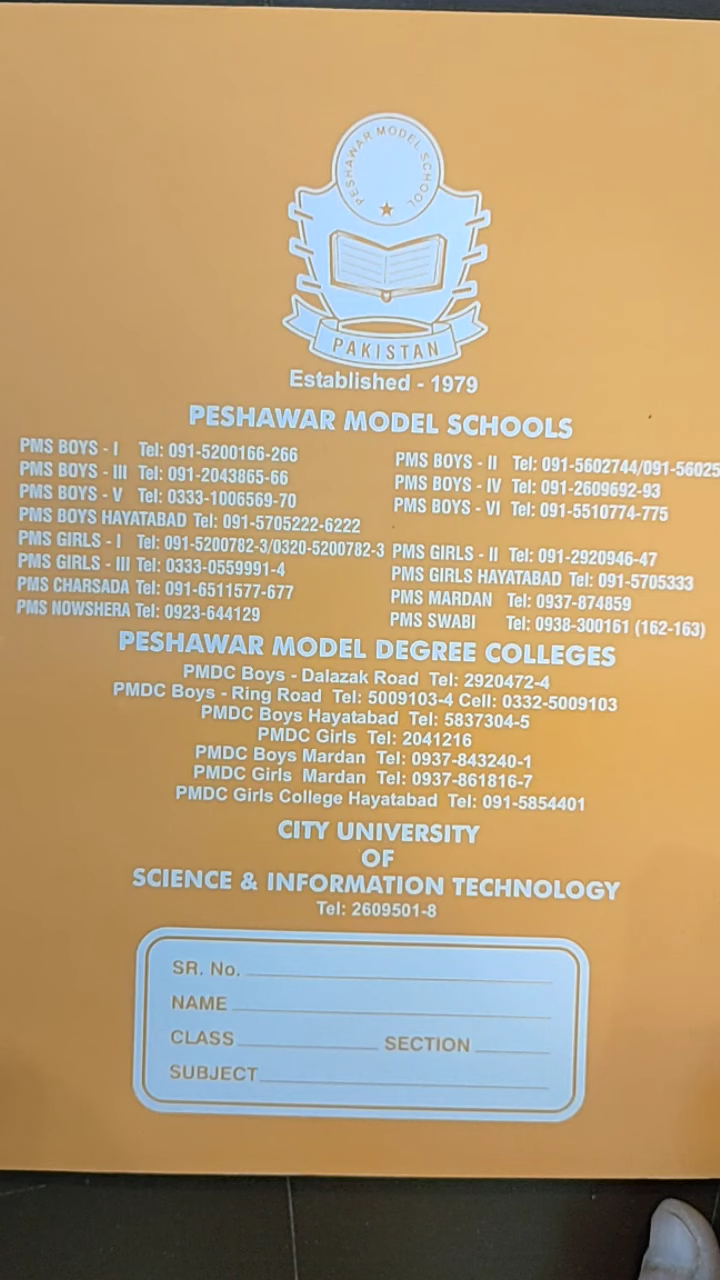 PESHAWAR MODEL SCHOOL
PAKISTAN
Established - 1979
PESHAWAR MODEL SCHOOLS
PMS BOYS - I Tel: 091-5200166-266
PMS BOYS - II Tel: 091-5602744/091-56025
PMS BOYS - III Tel: 091-2043865-66
PMS BOYS - IV Tel: 091-2609692-93
PMS BOYS - V Tel: 0333-1006569-70
PMS BOYS - VI Tel: 091-5510774-775
PMS BOYS HAYATABAD Tel: 091-5705222-6222
PMS GIRLS - I Tel: 091-5200782-3/0320-5200782-3
PMS GIRLS - II Tel: 091-2920946-47
PMS GIRLS - III Tel: 0333-0559991-4
PMS GIRLS HAYATABAD Tel: 091-5705333
PMS CHARSADA Tel: 091-6511577-677
PMS MARDAN Tel: 0937-874859
PMS NOWSHERA Tel: 0923-644129
PMS SWABI Tel: 0938-300161 (162-163)
PESHAWAR MODEL DEGREE COLLEGES
PMDC Boys - Dalazak Road Tel: 2920472-4
PMDC Boys - Ring Road Tel: 5009103-4 Cell: 0332-5009103
PMDC Boys Hayatabad Tel: 5837304-5
PMDC Girls Tel: 2041216
PMDC Boys Mardan Tel: 0937-843240-1
PMDC Girls Mardan Tel: 0937-861816-7
PMDC Girls College Hayatabad Tel: 091-5854401
CITY UNIVERSITY
OF
SCIENCE & INFORMATION TECHNOLOGY
Tel: 2609501-8
SR. No.
NAME
CLASS SECTION
SUBJECT